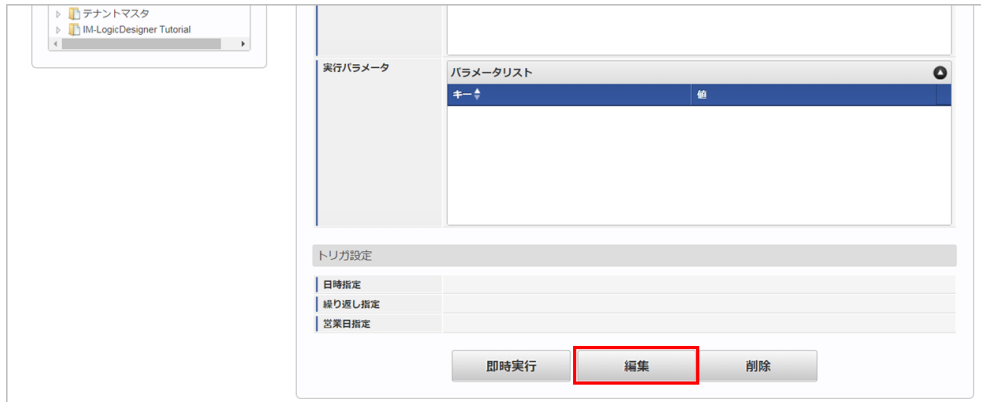 テナントマスタ
IM-LogicDesigner Tutorial
実行パラメータ
パラメータリスト
キー 値
トリガ設定
日時指定
繰り返し指定
営業日指定
即時実行 編集 削除